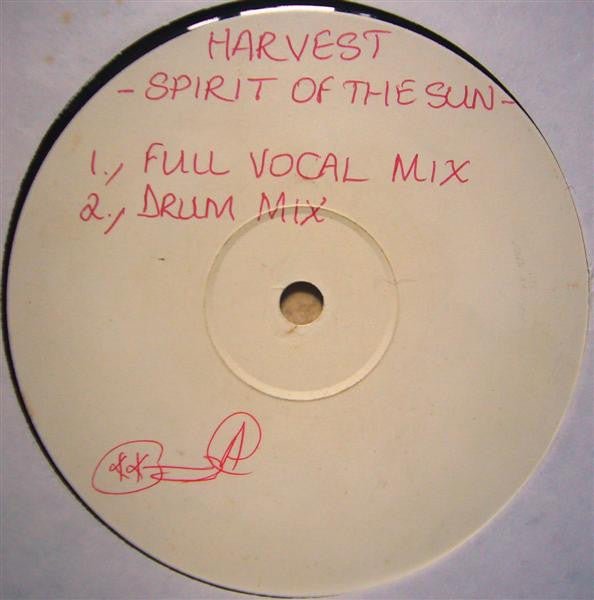 HARVEST
- SPIRIT OF THE SUN -
1., FULL VOCAL MIX
2., DRUM MIX
A